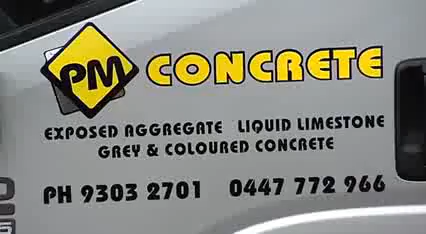 PM CONCRETE
EXPOSED AGGREGATE LIQUID LIMESTONE
GREY & COLOURED CONCRETE
PH 9303 2701 0447 772 966